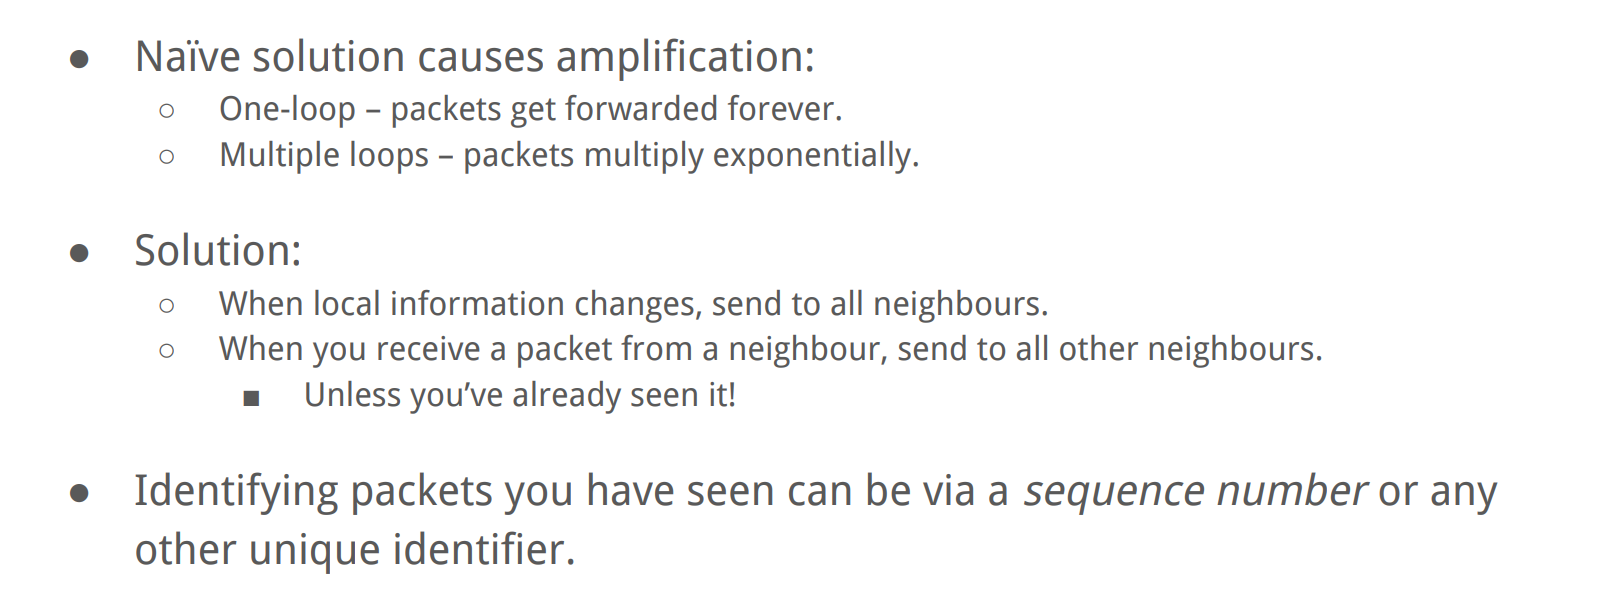 ● Naïve solution causes amplification:
○ One-loop – packets get forwarded forever.
○ Multiple loops – packets multiply exponentially.
● Solution:
○ When local information changes, send to all neighbours.
○ When you receive a packet from a neighbour, send to all other neighbours.
■ Unless you’ve already seen it!
● Identifying packets you have seen can be via a sequence number or any
other unique identifier.